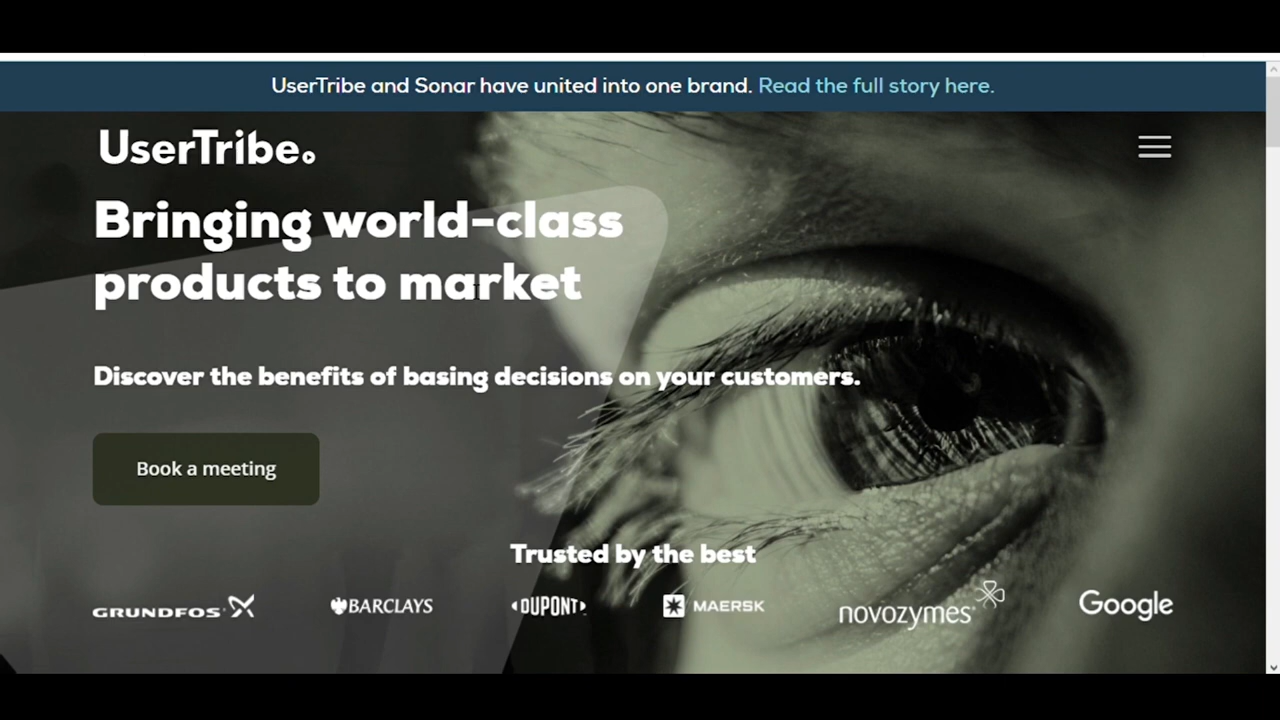 UserTribe and Sonar have united into one brand. Read the full story here.
UserTribe
Bringing world-class
products to market
Discover the benefits of basing decisions on your customers.
Book a meeting
Trusted by the best
GRUNDFOS BARCLAYS DUPONT MAERSK novozymes Google